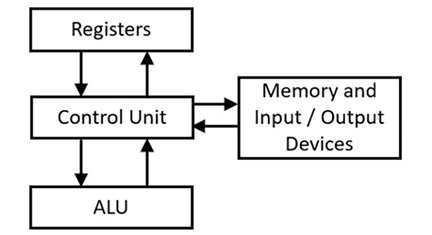 Registers
Control Unit
Memory and
Input / Output
Devices
ALU